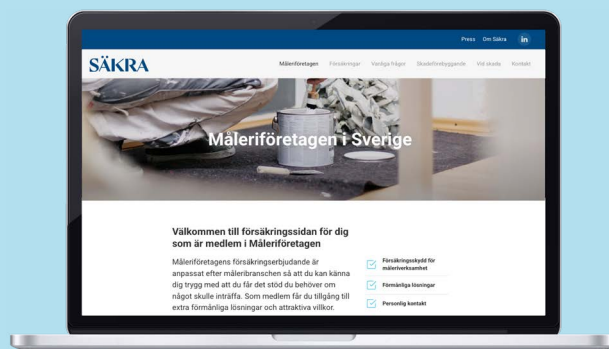 Press Om Säkra in
SÄKRA
Måleriföretagen Försäkringar Vanliga frågor Skadeförebyggande Vid skada Kontakt
Måleriföretagen i Sverige
Välkommen till försäkringssidan för dig
som är medlem i Måleriföretagen
Måleriföretagens försäkringserbjudande är
anpassat efter måleribranschen så att du kan känna
dig trygg med att du får det stöd du behöver om
något skulle inträffa. Som medlem får du tillgång till
extra förmånliga lösningar och attraktiva villkor.
Försäkringsskydd för
måleriverksamhet
Förmånliga lösningar
Personlig kontakt